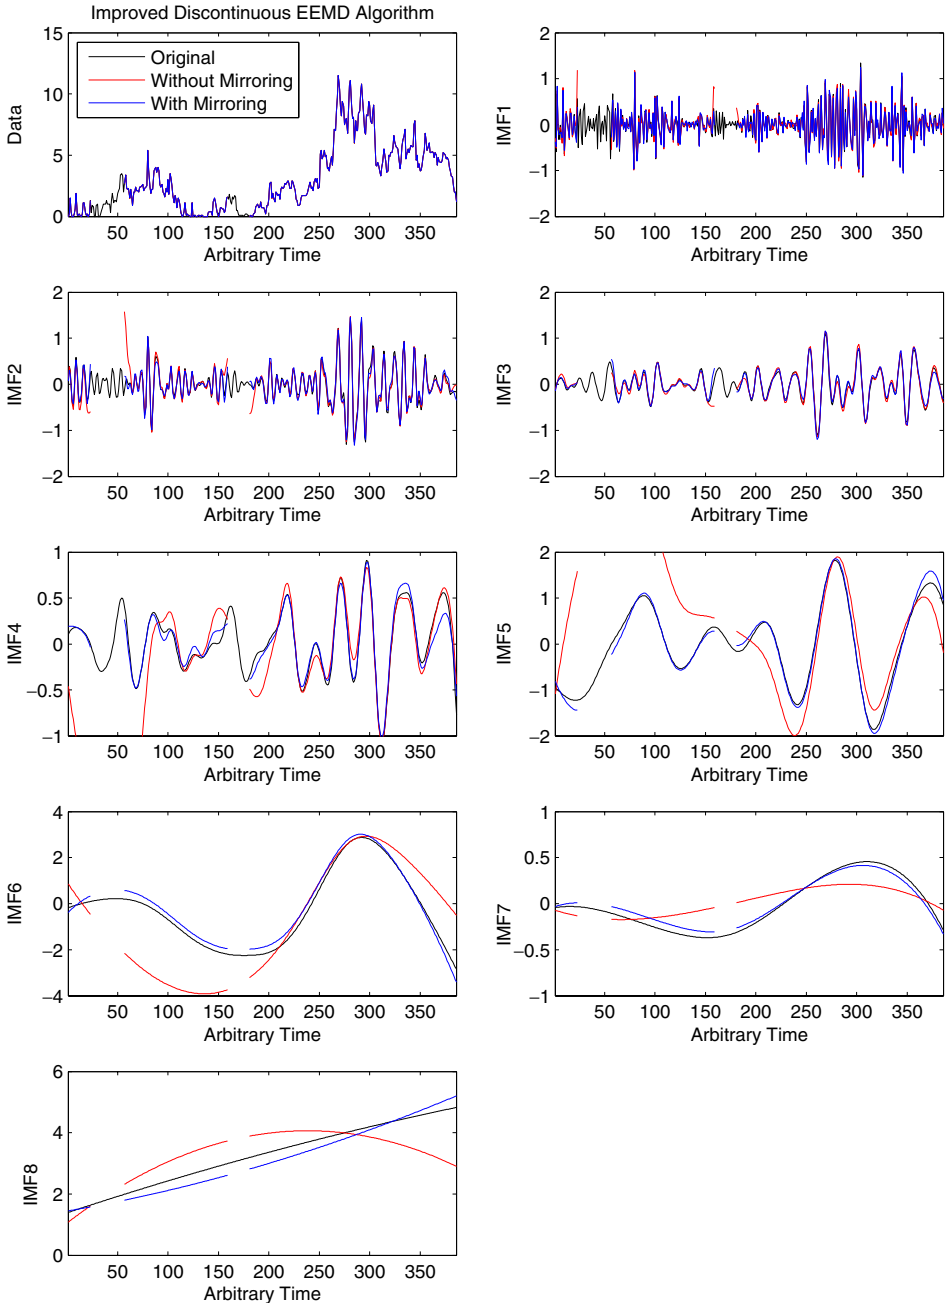 Improved Discontinuous EEMD Algorithm
Original
Without Mirroring
With Mirroring
Data
15
10
5
0
50 100 150 200 250 300 350
Arbitrary Time
IMF1
2
1
0
−1
−2
50 100 150 200 250 300 350
Arbitrary Time
IMF2
2
1
0
−1
−2
50 100 150 200 250 300 350
Arbitrary Time
IMF3
2
1
0
−1
−2
50 100 150 200 250 300 350
Arbitrary Time
IMF4
0.5
0
−0.5
−1
50 100 150 200 250 300 350
Arbitrary Time
IMF5
2
1
0
−1
−2
50 100 150 200 250 300 350
Arbitrary Time
IMF6
4
2
0
−2
−4
50 100 150 200 250 300 350
Arbitrary Time
IMF7
1
0.5
0
−0.5
−1
50 100 150 200 250 300 350
Arbitrary Time
IMF8
6
4
2
0
50 100 150 200 250 300 350
Arbitrary Time